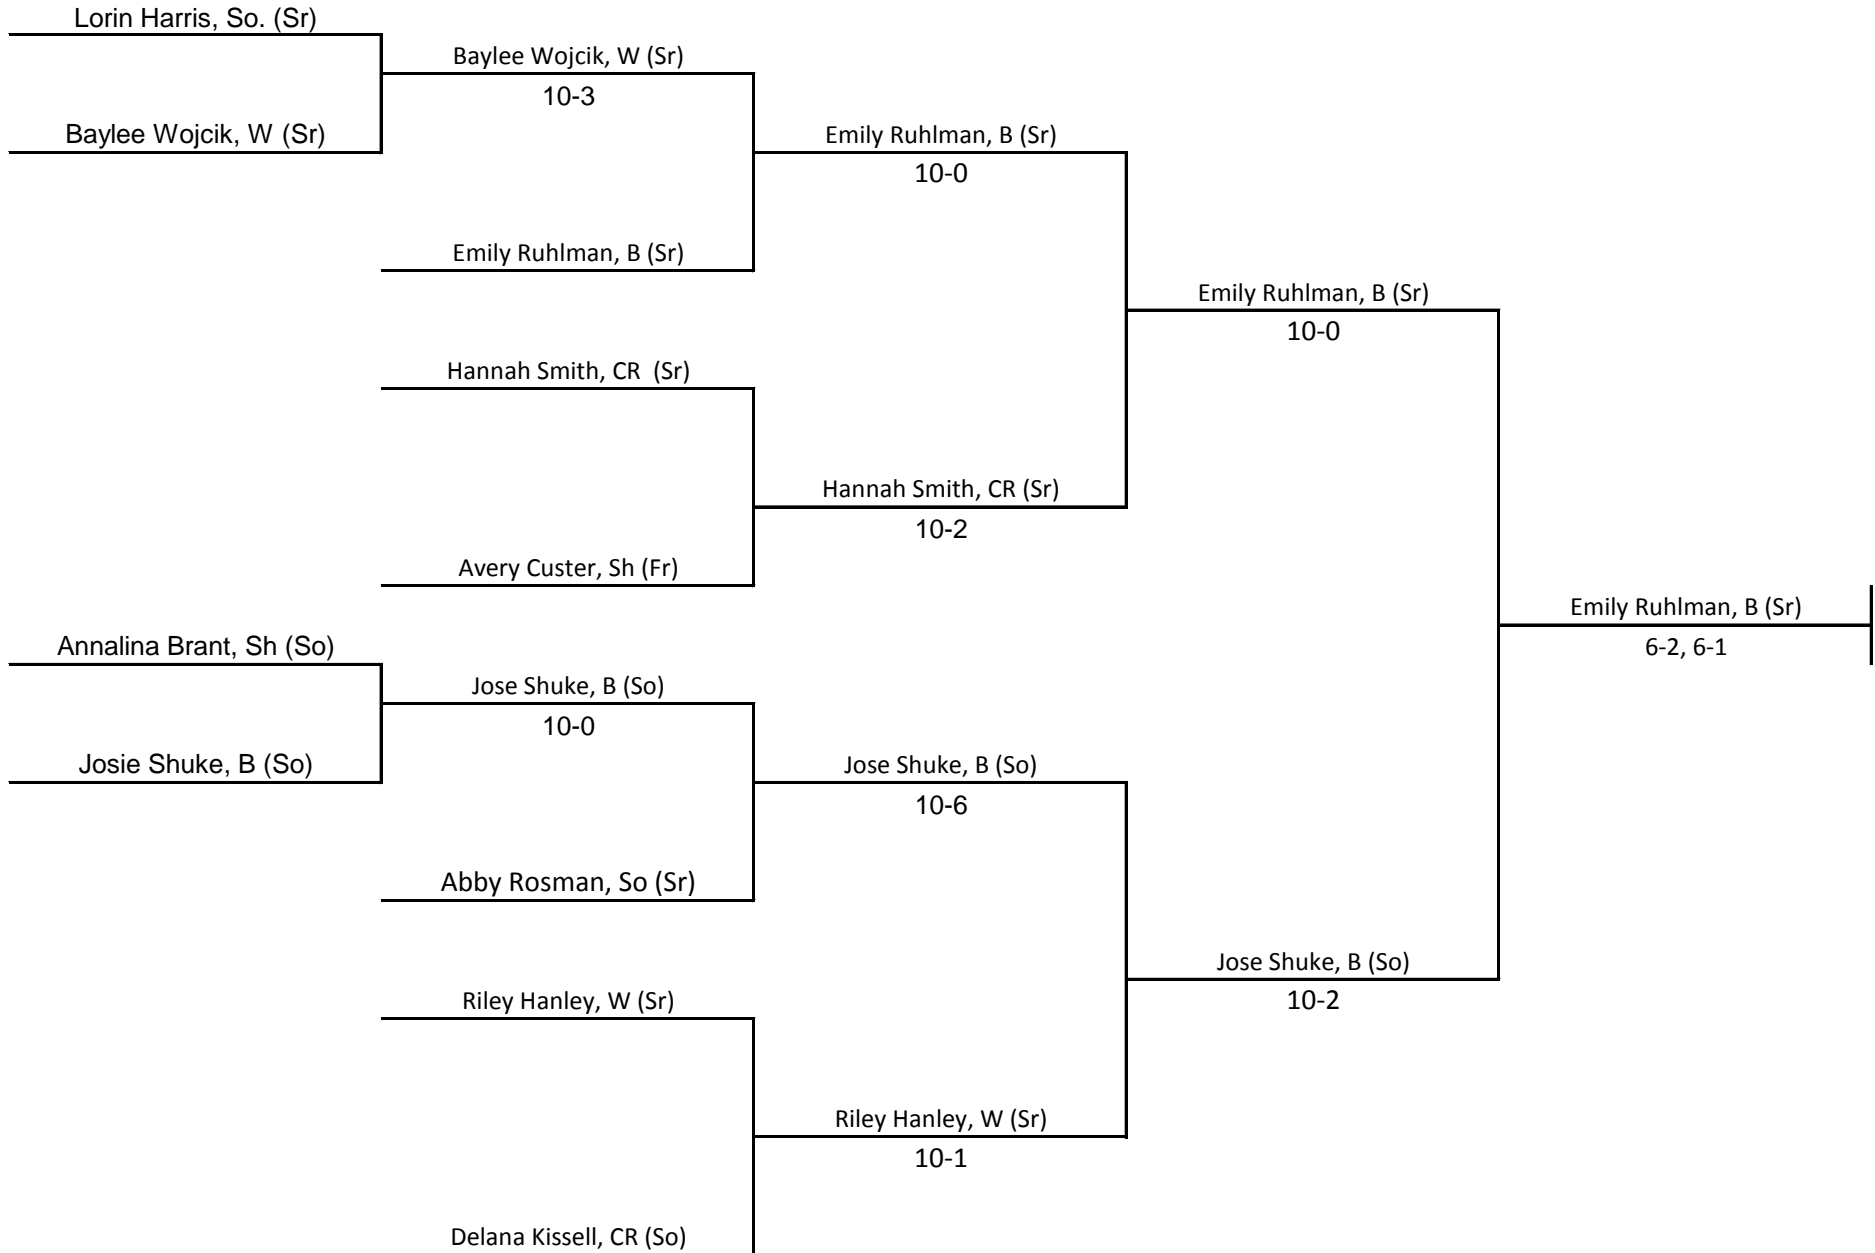 Lorin Harris, So. (Sr)
Baylee Wojcik, W (Sr)
10-3
Baylee Wojcik, W (Sr)
Emily Ruhlman, B (Sr)
10-0
Emily Ruhlman, B (Sr)
Emily Ruhlman, B (Sr)
10-0
Hannah Smith, CR  (Sr)
Hannah Smith, CR (Sr)
10-2
Avery Custer, Sh (Fr)
Emily Ruhlman, B (Sr)
6-2, 6-1
Annalina Brant, Sh (So)
Jose Shuke, B (So)
10-0
Josie Shuke, B (So)
Jose Shuke, B (So)
10-6
Abby Rosman, So (Sr)
Jose Shuke, B (So)
10-2
Riley Hanley, W (Sr)
Riley Hanley, W (Sr)
10-1
Delana Kissell, CR (So)